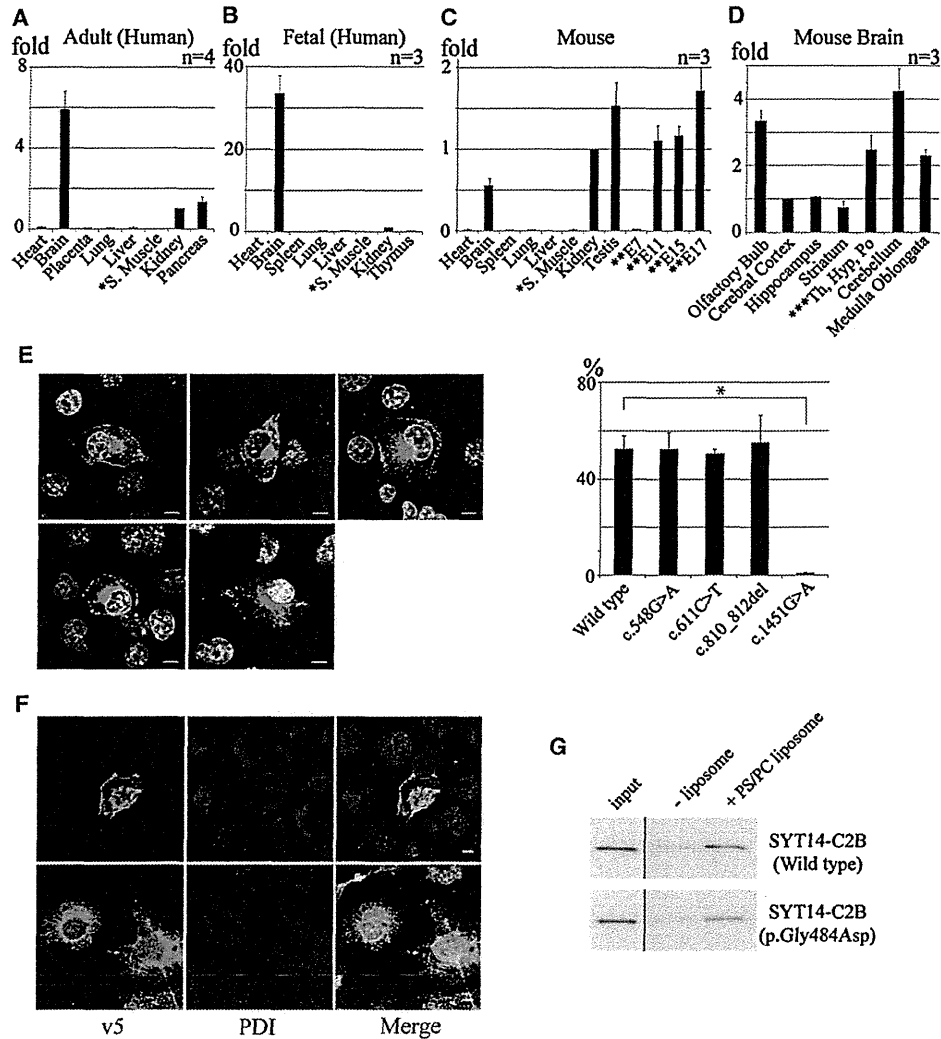 A
Adult (Human)
fold
n=4
8
4
0
Heart
Brain
Placenta
Lung
Liver
*S. Muscle
Kidney
Pancreas
B
Fetal (Human)
fold
n=3
40
20
0
Heart
Brain
Spleen
Lung
Liver
*S. Muscle
Kidney
Thymus
C
Mouse
fold
n=3
2
1
0
Heart
Brain
Spleen
Lung
Liver
*S. Muscle
Kidney
Testis
**E7
**E11
**E15
**E17
D
Mouse Brain
fold
n=3
4
2
0
Olfactory Bulb
Cerebral Cortex
Hippocampus
Striatum
***Th, Hyp, Po
Cerebellum
Medulla Oblongata
E
%
80
40
0
*
Wild type
c.548G>A
c.611C>T
c.810_812del
c.1451G>A
F
v5 PDI Merge
G
input
- liposome
+ PS/PC liposome
SYT14-C2B
(Wild type)
SYT14-C2B
(p.Gly484Asp)